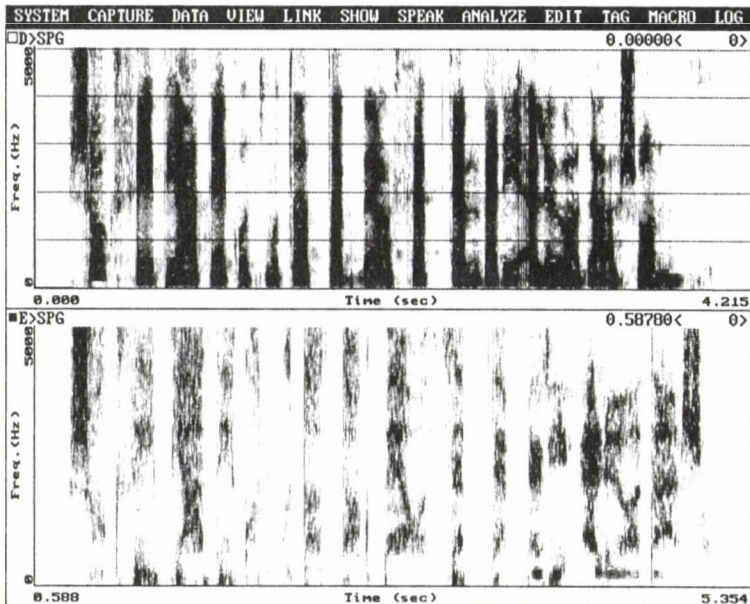 SYSTEM CAPTURE DATA VIEW LINK SHOW SPEAK ANALYZE EDIT TAG MACRO LOG
D>SPG 0.00000< 0>
5000
Freq.(Hz)
0
0.000 Time (sec) 4.215
E>SPG 0.58780< 0>
5000
Freq.(Hz)
0
0.588 Time (sec) 5.354